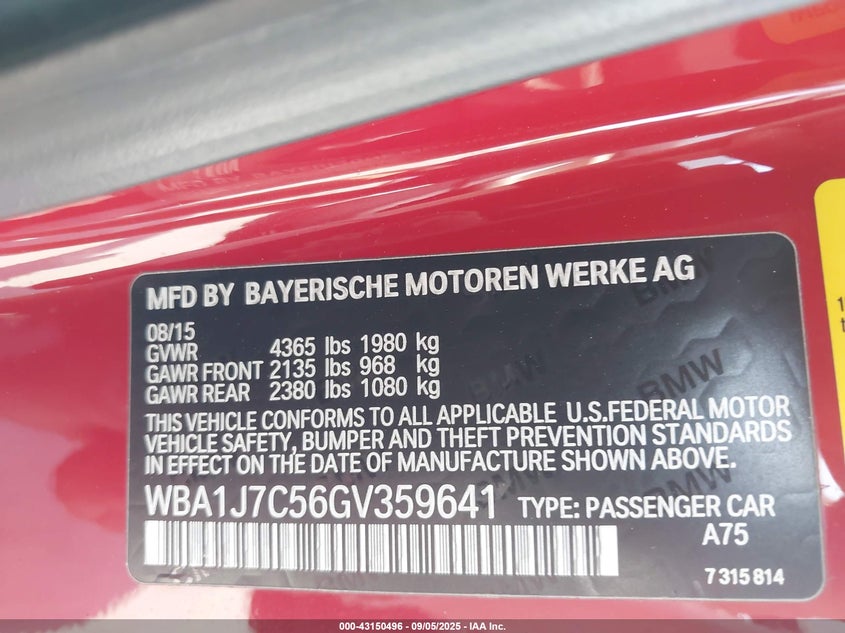 MFD BY BAYERISCHE MOTOREN WERKE AG
08/15
GVWR 4365 lbs 1980 kg
GAWR FRONT 2135 lbs 968 kg
GAWR REAR 2380 lbs 1080 kg
THIS VEHICLE CONFORMS TO ALL APPLICABLE U.S.FEDERAL MOTOR
VEHICLE SAFETY, BUMPER AND THEFT PREVENTION STANDARDS
IN EFFECT ON THE DATE OF MANUFACTURE SHOWN ABOVE.
WBA1J7C56GV359641 TYPE: PASSENGER CAR
A75
7 315 814
BMW
BMW
BMW
000-43150496 - 09/05/2025 - IAA Inc.